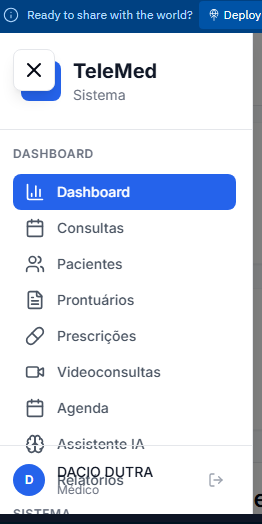 Ready to share with the world?
Deploy
TeleMed
Sistema
DASHBOARD
Dashboard
Consultas
Pacientes
Prontuários
Prescrições
Videoconsultas
Agenda
Assistente IA
D
DACIO DUTRA
Relatórios
Médico
SISTEMA